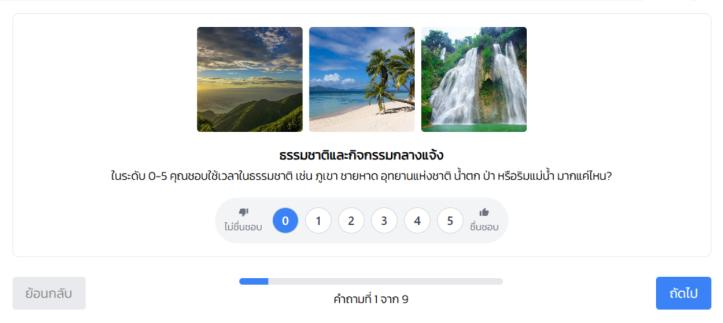 ธรรมชาติและกิจกรรมกลางแจ้ง
ในระดับ 0-5 คุณชอบใช้เวลาในธรรมชาติ เช่น ภูเขา ชายหาด อุทยานแห่งชาติ น้ำตก ป่า หรือริมแม่น้ำ มากแค่ไหน?
ไม่ชื่นชอบ 0 1 2 3 4 5 ชื่นชอบ
ย้อนกลับ คำถามที่ 1 จาก 9 ถัดไป